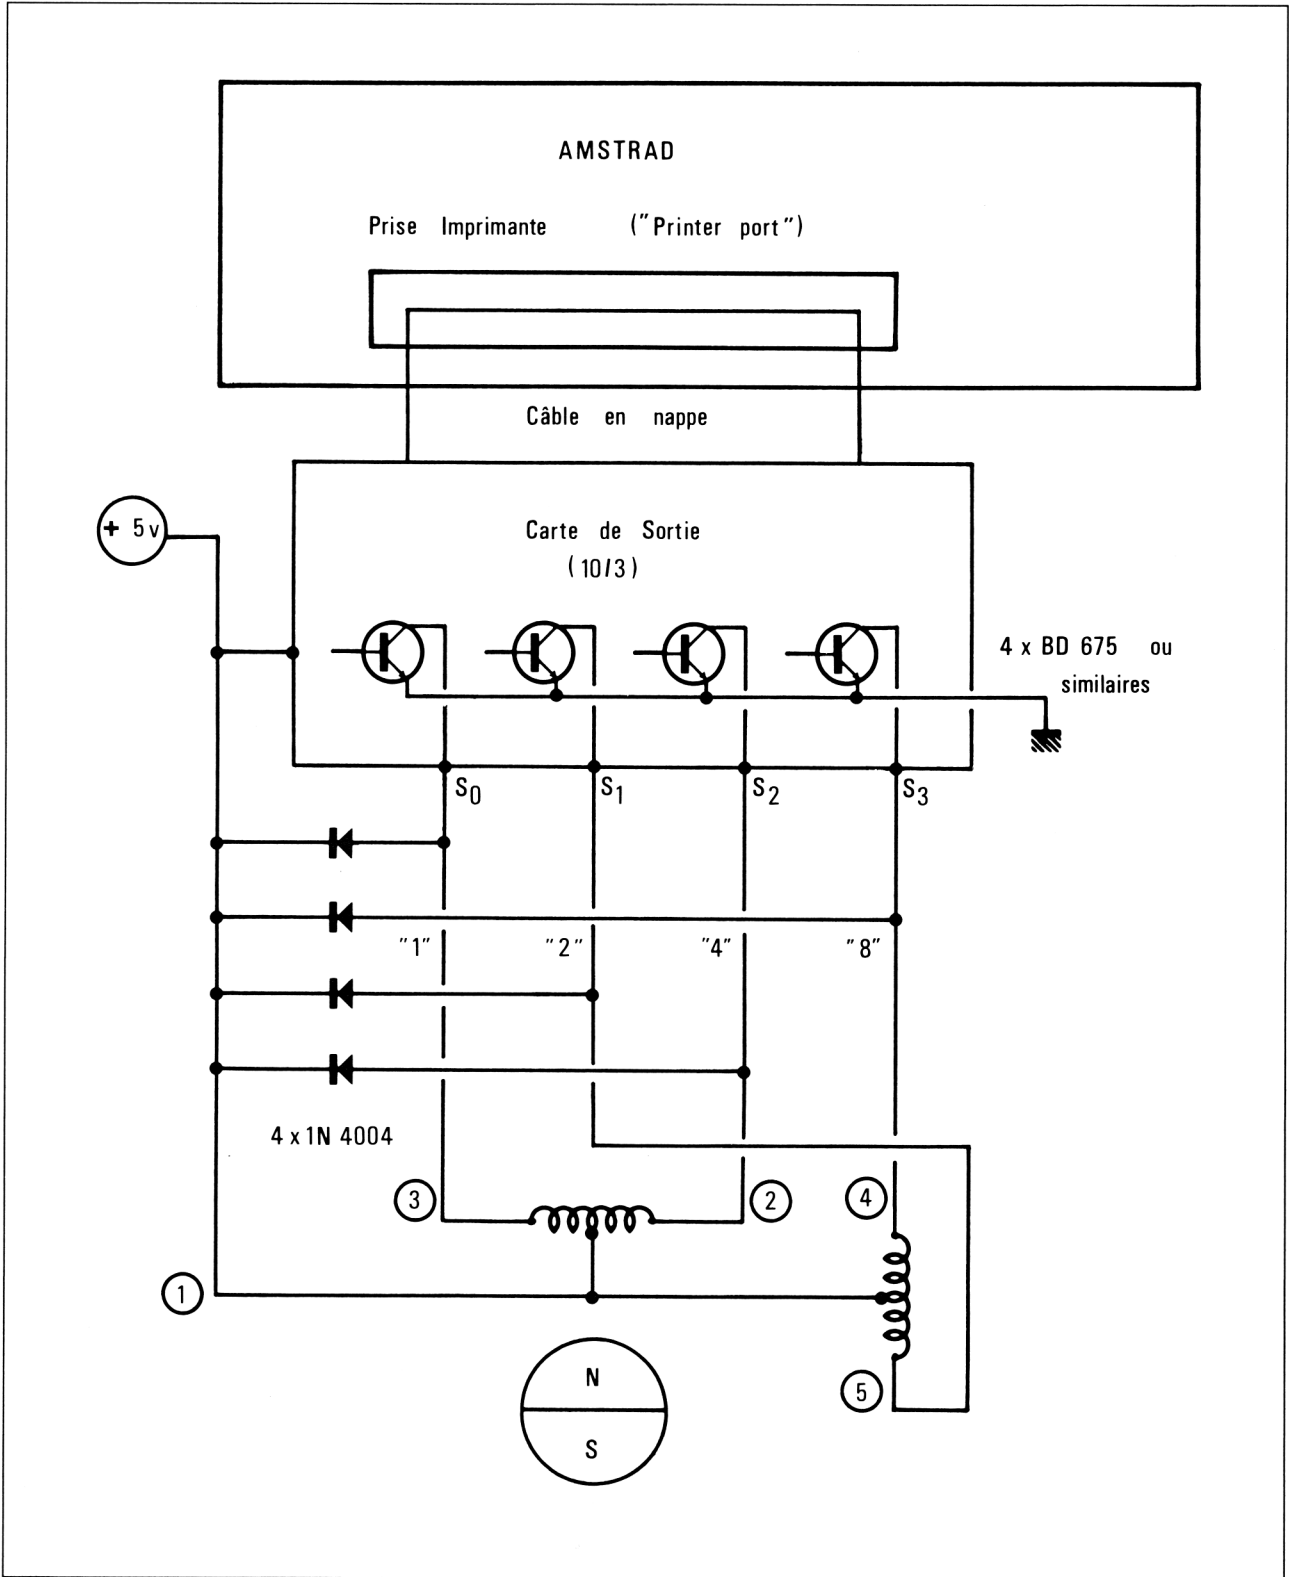 AMSTRAD
Prise Imprimante ("Printer port")
Câble en nappe
+ 5v
Carte de Sortie
(10/3)
4 x BD 675 ou
similaires
S0 S1 S2 S3
"1" "2" "4" "8"
4 x 1N 4004
3 2 4
1
N
5
S